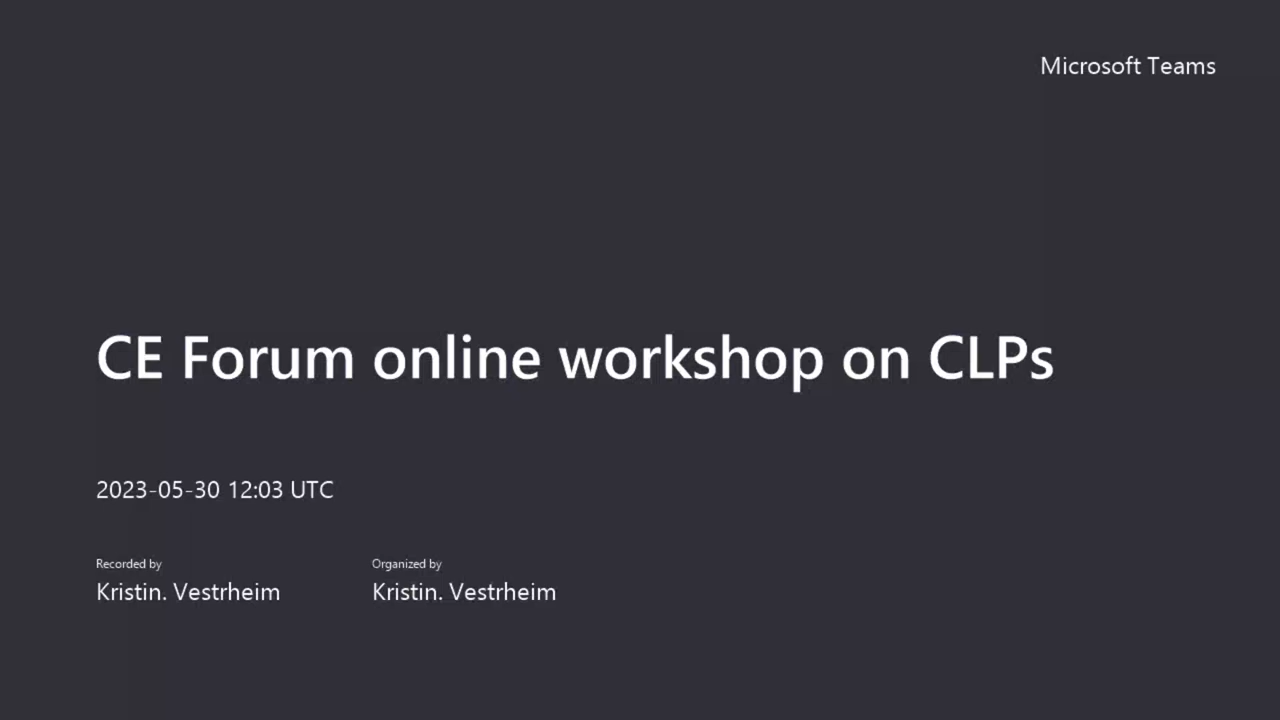 Microsoft Teams
CE Forum online workshop on CLPs
2023-05-30 12:03 UTC
Recorded by
Kristin. Vestrheim
Organized by
Kristin. Vestrheim